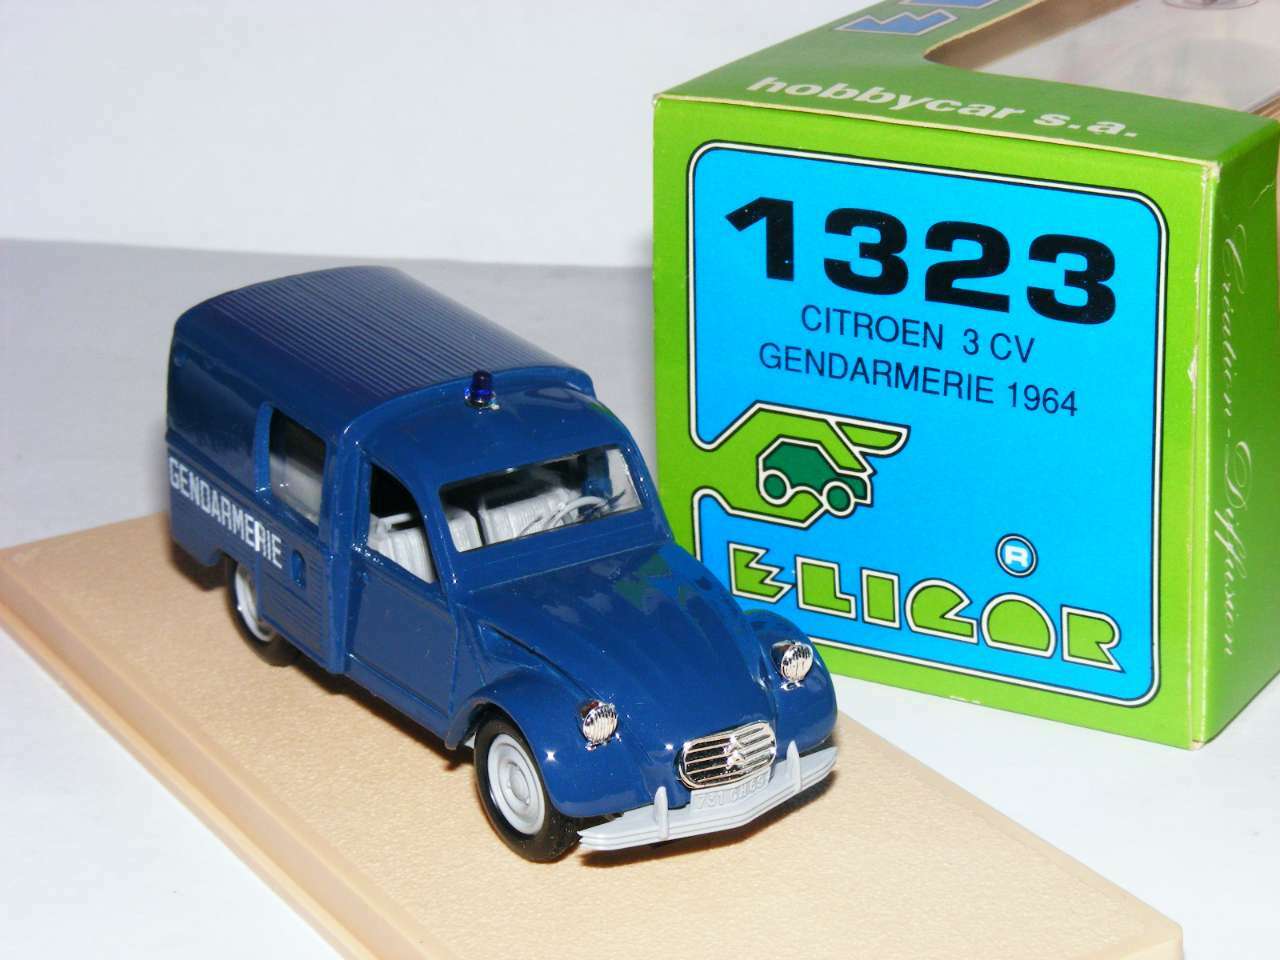 hobbycar s.a.
1323
CITROEN 3 CV
GENDARMERIE 1964
ELIGOR
R
Création - Diffusion
GENDARMERIE